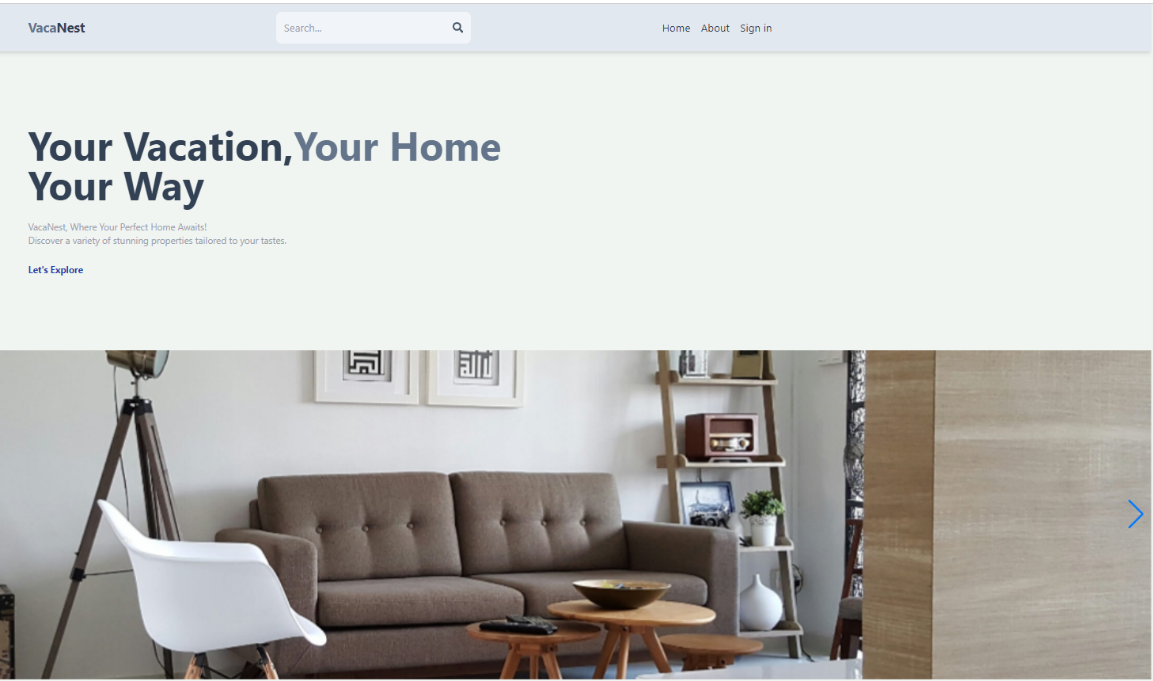 VacaNest
Search...
Home About Sign in
Your Vacation,Your Home
Your Way
VacaNest, Where Your Perfect Home Awaits!
Discover a variety of stunning properties tailored to your tastes.
Let's Explore